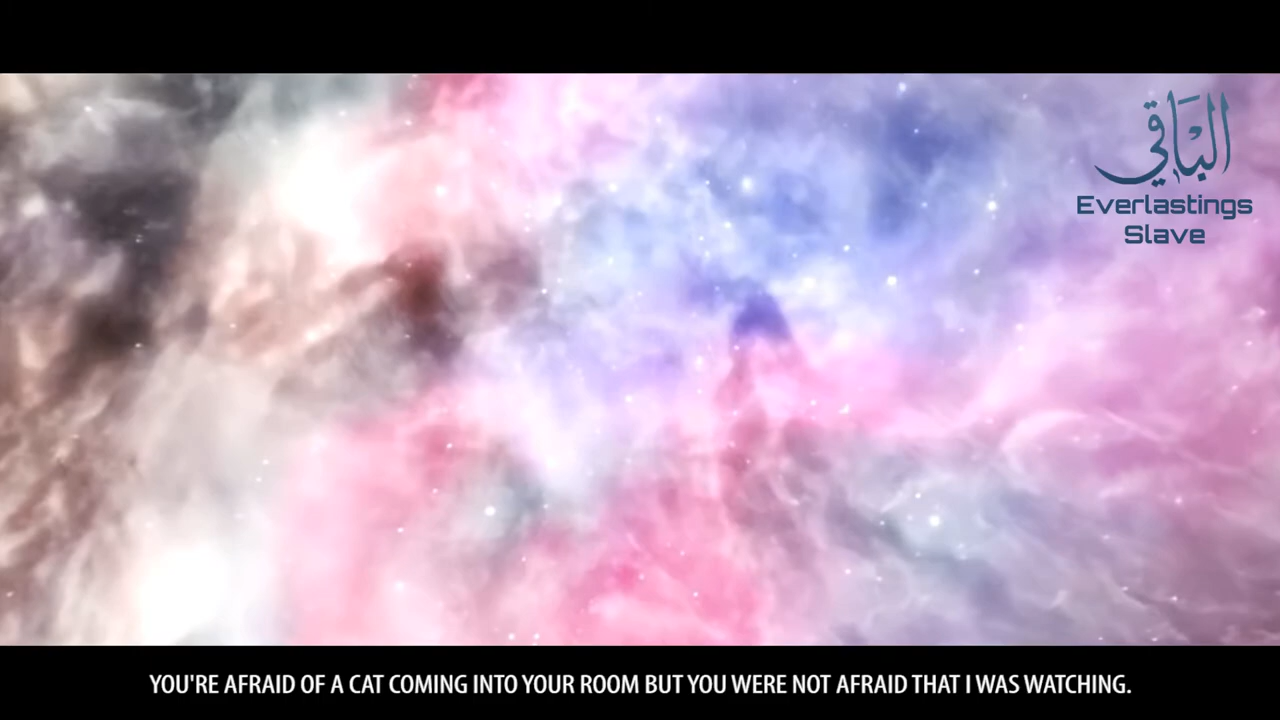 البَاقي
Everlastings
Slave
YOU'RE AFRAID OF A CAT COMING INTO YOUR ROOM BUT YOU WERE NOT AFRAID THAT I WAS WATCHING.